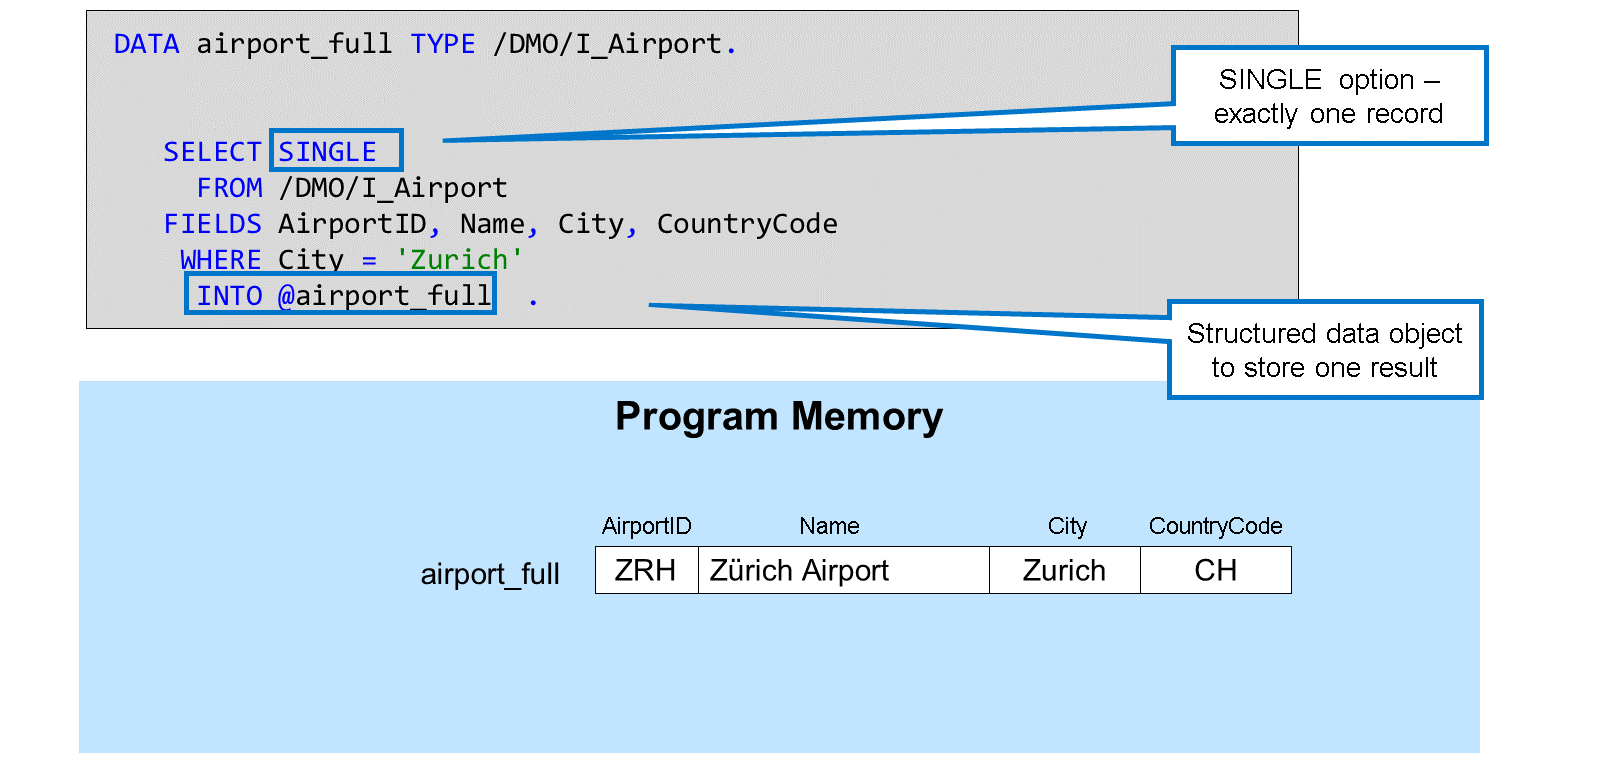 DATA airport_full TYPE /DMO/I_Airport.
SINGLE option –
exactly one record
SELECT SINGLE
FROM /DMO/I_Airport
FIELDS AirportID, Name, City, CountryCode
WHERE City = 'Zurich'
INTO @airport_full .
Structured data object
to store one result
Program Memory
AirportID Name City CountryCode
airport_full ZRH Zürich Airport Zurich CH